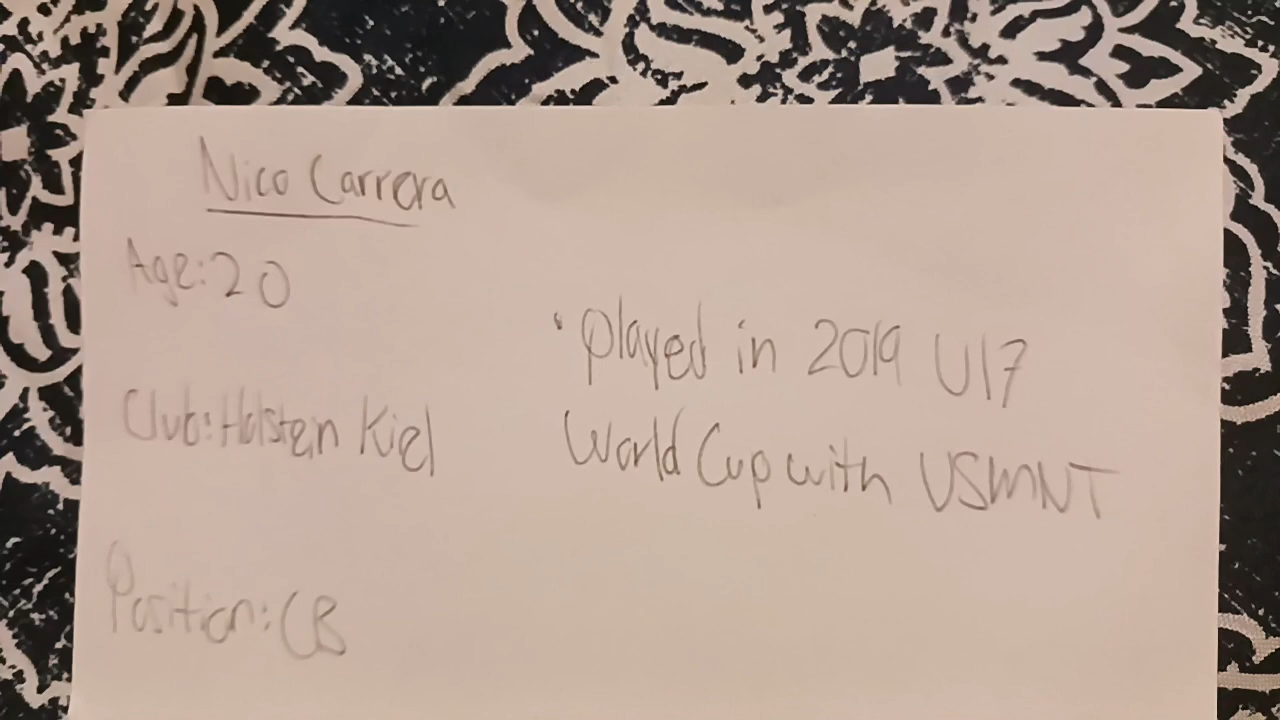 Nico Carrera
Age: 20
Club: Holstein Kiel
Position: CB
• played in 2019 U17
World Cup with USMNT